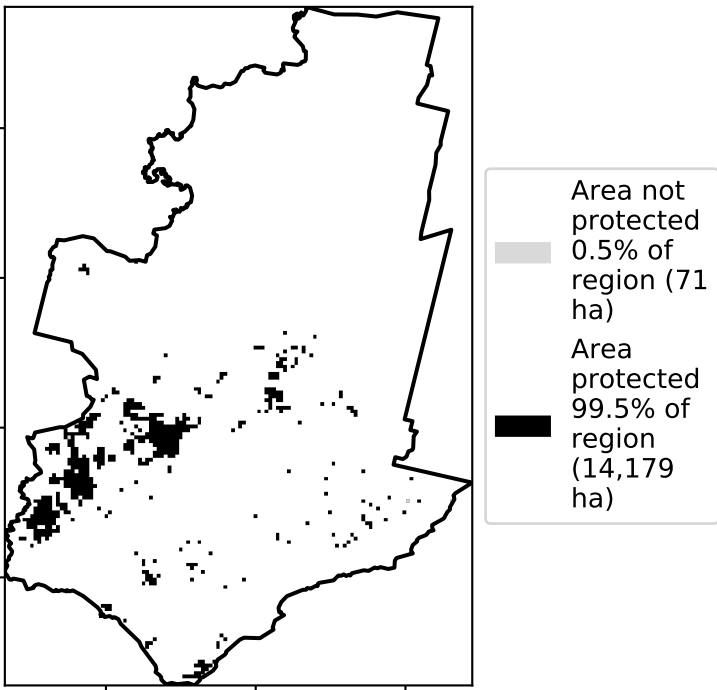 Area not
protected
0.5% of
region (71
ha)
Area
protected
99.5% of
region
(14,179
ha)